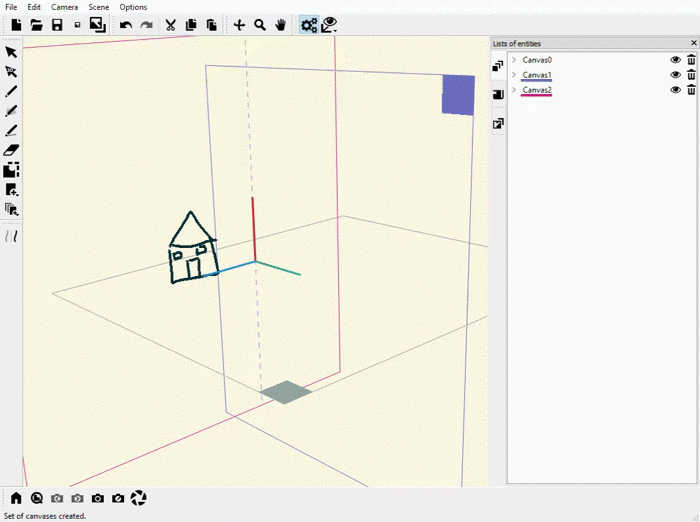 File Edit Camera Scene Options
Lists of entities
Canvas0
Canvas1
Canvas2
Set of canvases created.